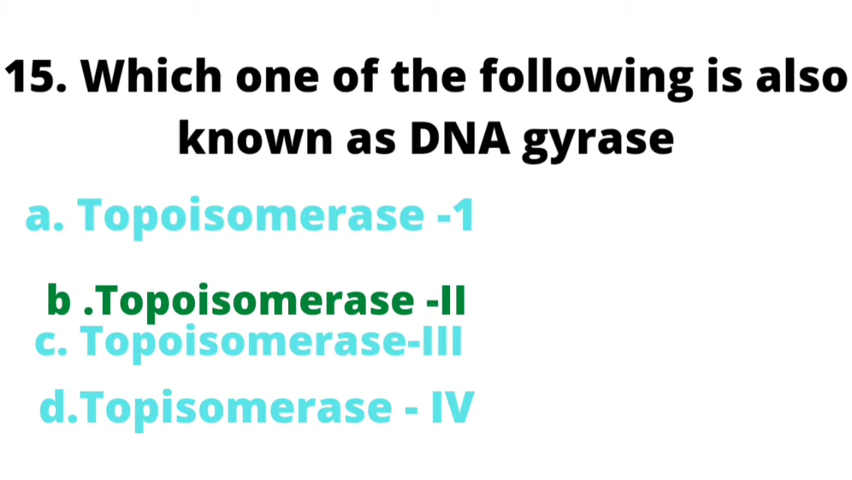 15. Which one of the following is also
known as DNA gyrase
a. Topoisomerase -1
b .Topoisomerase -II
c. Topoisomerase-III
d.Topisomerase - IV